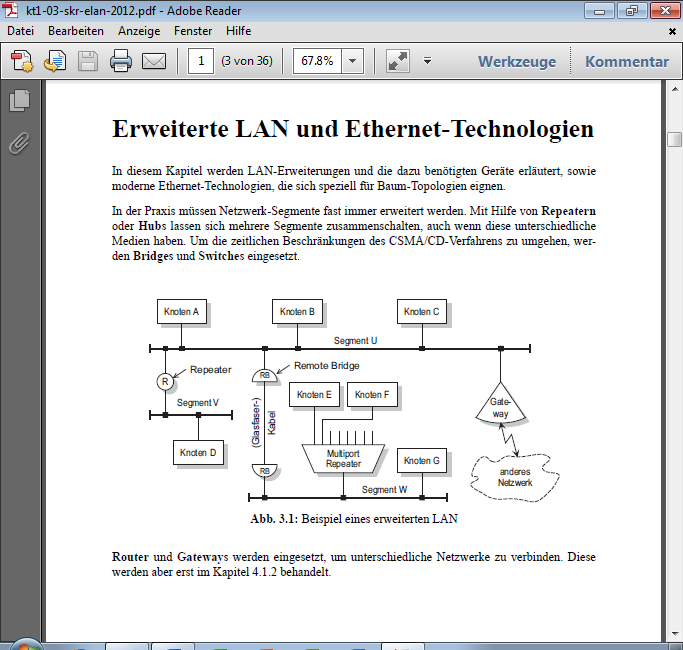 kt1-03-skr-elan-2012.pdf - Adobe Reader
Datei Bearbeiten Anzeige Fenster Hilfe
1 (3 von 36) 67.8% Werkzeuge Kommentar
Erweiterte LAN und Ethernet-Technologien
In diesem Kapitel werden LAN-Erweiterungen und die dazu benötigten Geräte erläutert, sowie
moderne Ethernet-Technologien, die sich speziell für Baum-Topologien eignen.
In der Praxis müssen Netzwerk-Segmente fast immer erweitert werden. Mit Hilfe von Repeatern
oder Hubs lassen sich mehrere Segmente zusammenschalten, auch wenn diese unterschiedliche
Medien haben. Um die zeitlichen Beschränkungen des CSMA/CD-Verfahrens zu umgehen, wer-
den Bridges und Switches eingesetzt.
Knoten A
Knoten B
Knoten C
Segment U
R
Repeater
RB
Remote Bridge
Segment V
Knoten D
(Glasfaser-)
Kabel
RB
Knoten E
Knoten F
Multiport
Repeater
Knoten G
Segment W
Gate-
way
anderes
Netzwerk
Abb. 3.1: Beispiel eines erweiterten LAN
Router und Gateways werden eingesetzt, um unterschiedliche Netzwerke zu verbinden. Diese
werden aber erst im Kapitel 4.1.2 behandelt.